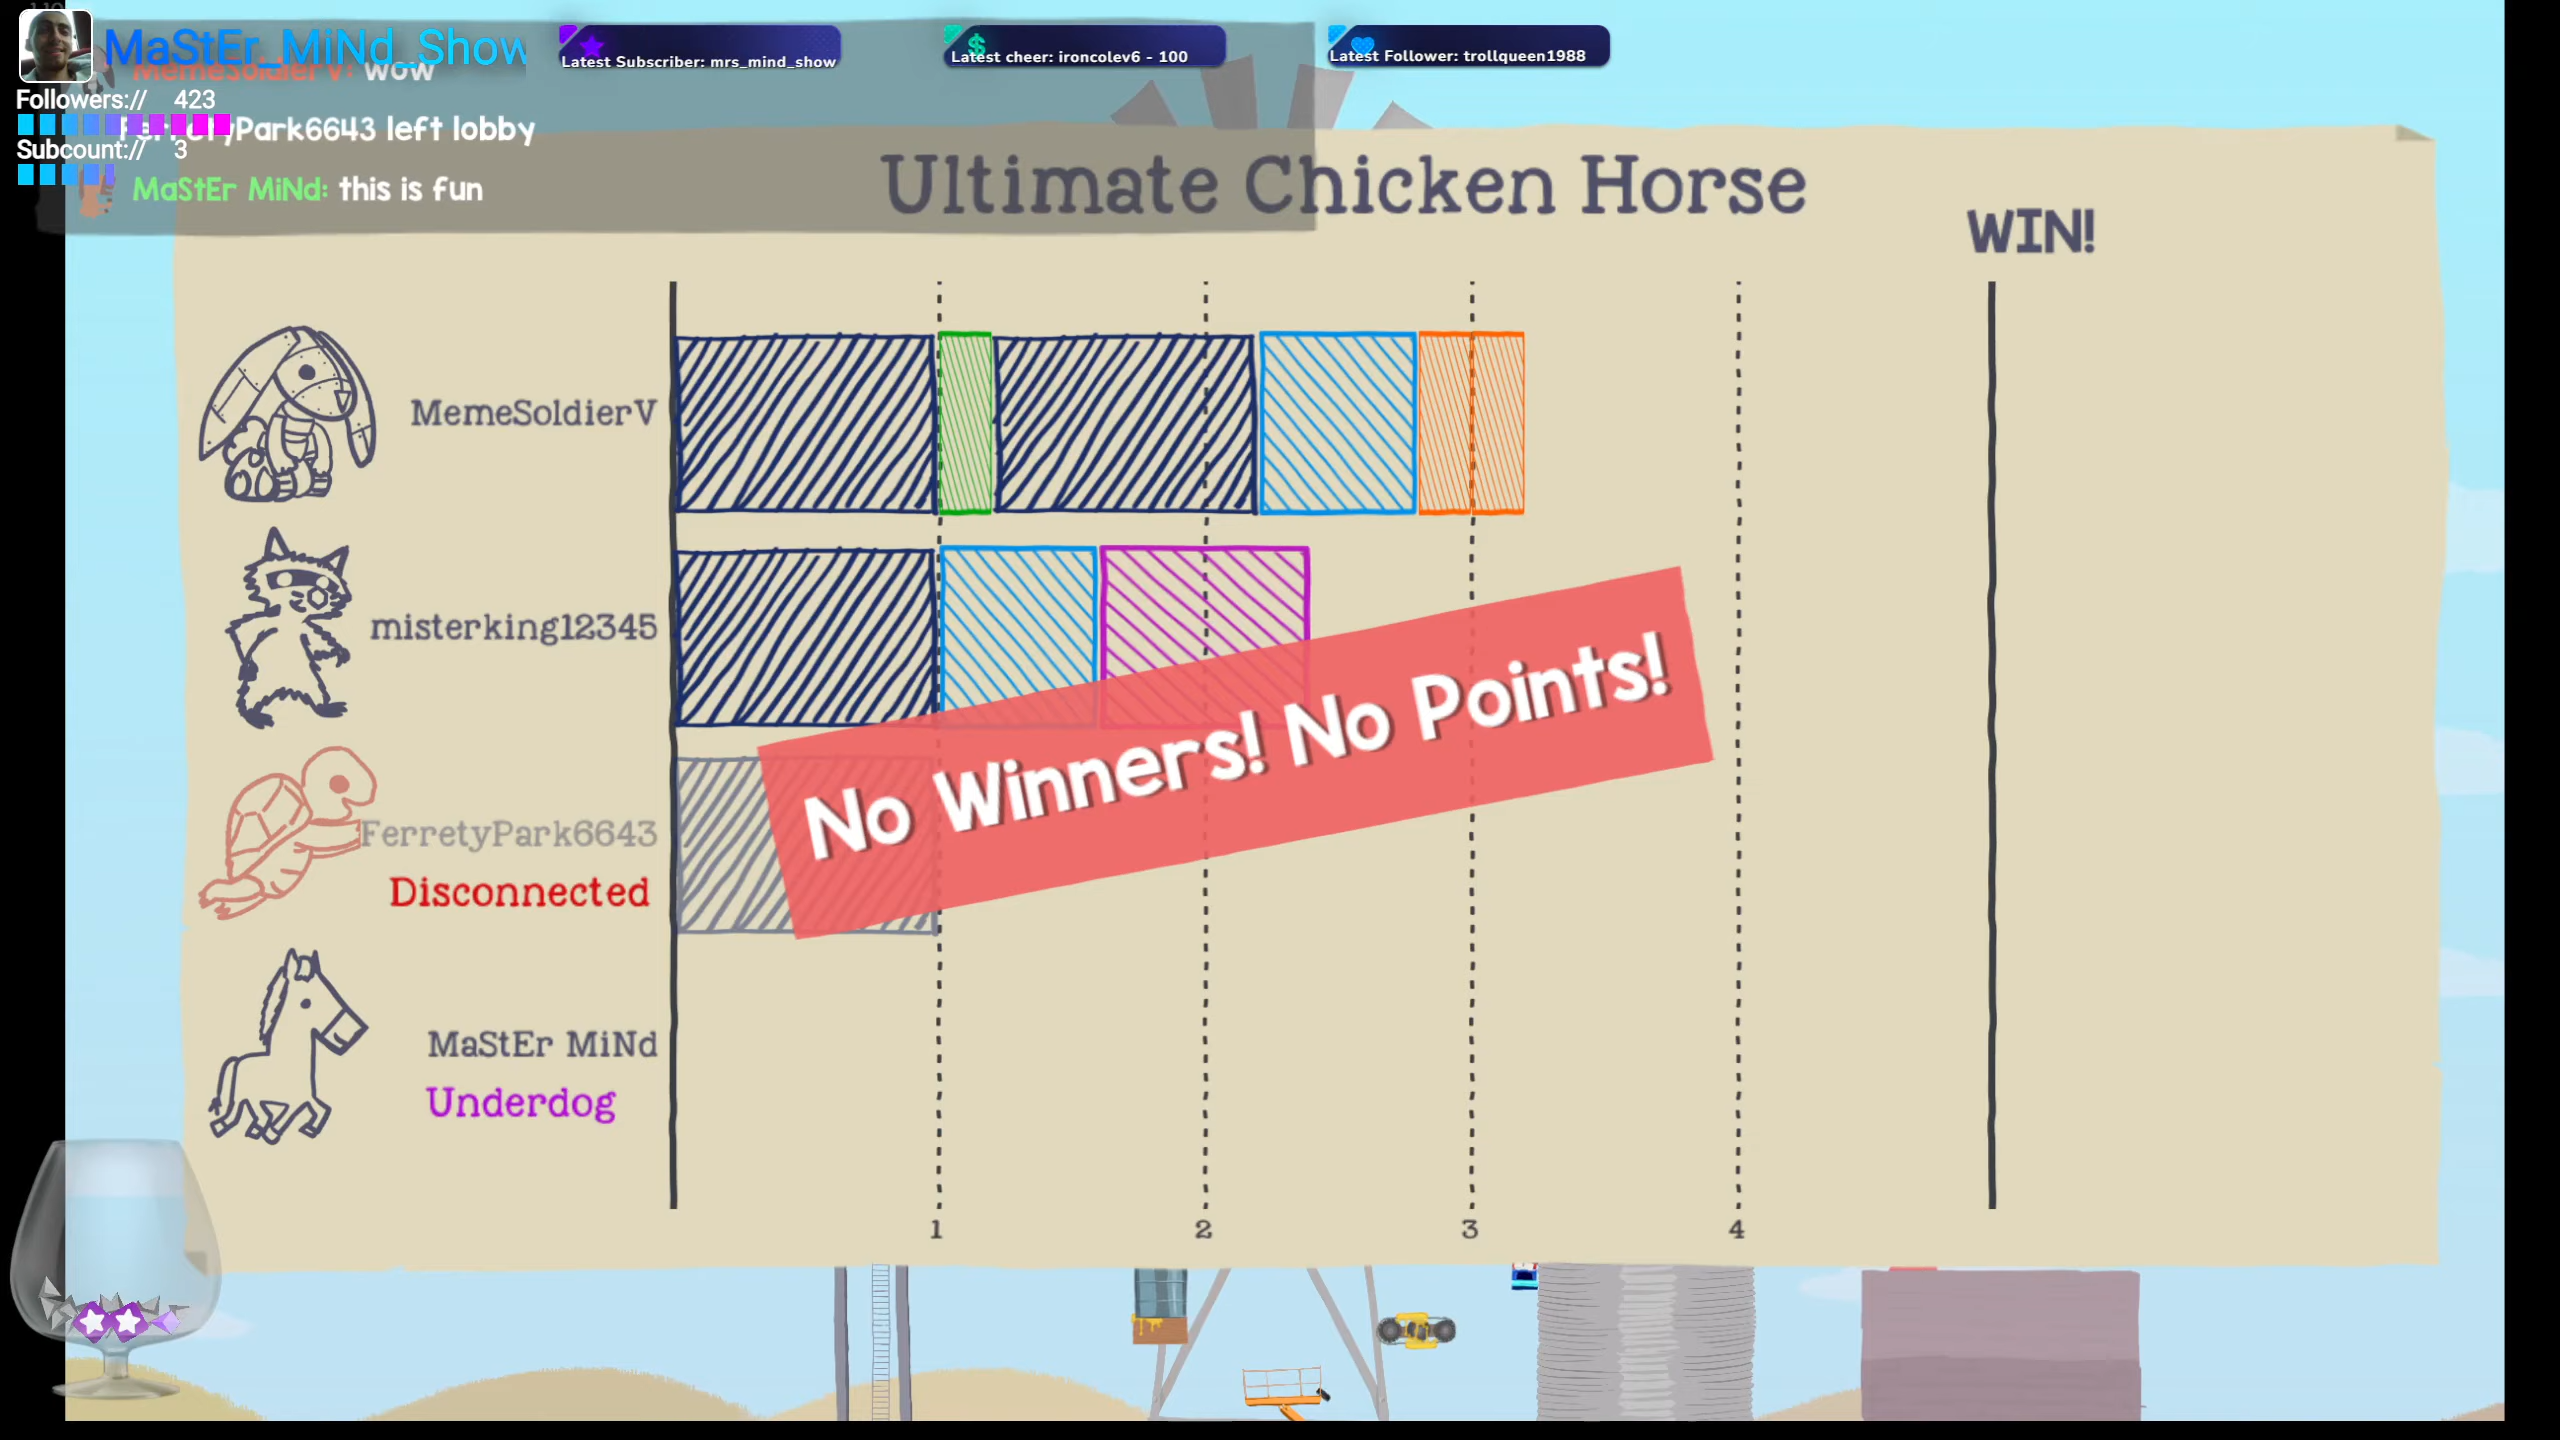 MaStEr_MiNd_Show
Latest Subscriber: mrs_mind_show
Latest cheer: ironcolev6 - 100
Latest Follower: trollqueen1988
MemeSoldierV: wow
Followers:// 423
FerretyPark6643 left lobby
Subcount:// 3
MaStEr MiNd: this is fun
Ultimate Chicken Horse
WIN!
MemeSoldierV
misterking12345
No Winners! No Points!
FerretyPark6643
Disconnected
MaStEr MiNd
Underdog
1 2 3 4